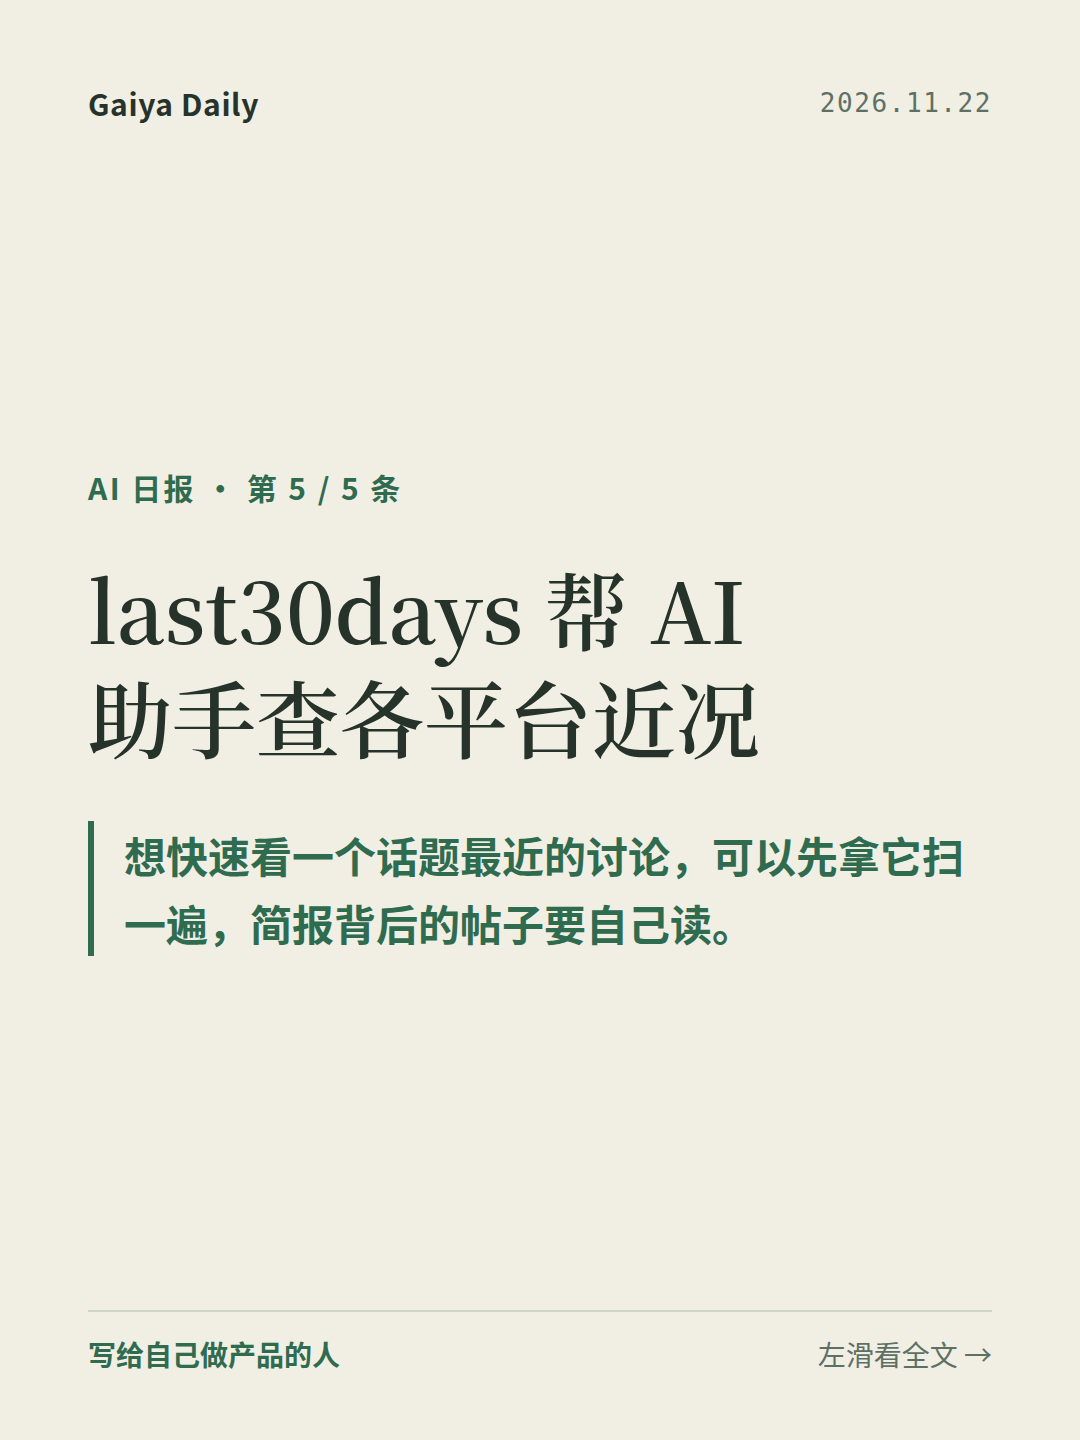 Gaiya Daily
2026.11.22
AI 日报 · 第 5 / 5 条
last30days 帮 AI
助手查各平台近况
想快速看一个话题最近的讨论，可以先拿它扫
一遍，简报背后的帖子要自己读。
写给自己做产品的人
左滑看全文 →